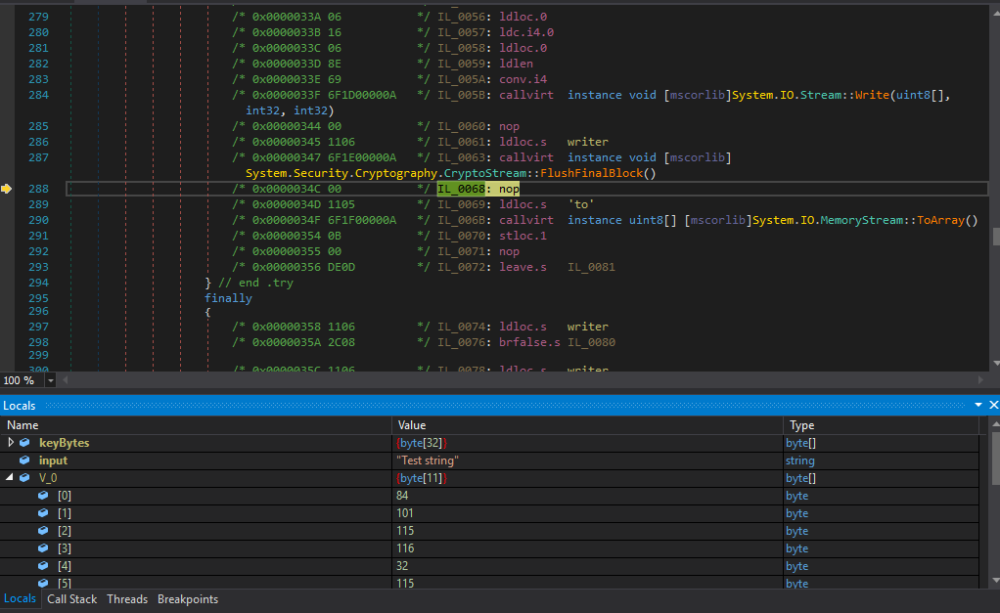 279 /* 0x0000033A 06 */ IL_0056: ldloc.0
280 /* 0x0000033B 16 */ IL_0057: ldc.i4.0
281 /* 0x0000033C 06 */ IL_0058: ldloc.0
282 /* 0x0000033D 8E */ IL_0059: ldlen
283 /* 0x0000033E 69 */ IL_005A: conv.i4
284 /* 0x0000033F 6F1D00000A */ IL_005B: callvirt instance void [mscorlib]System.IO.Stream::Write(uint8[],
int32, int32)
285 /* 0x00000344 00 */ IL_0060: nop
286 /* 0x00000345 1106 */ IL_0061: ldloc.s writer
287 /* 0x00000347 6F1E00000A */ IL_0063: callvirt instance void [mscorlib]
System.Security.Cryptography.CryptoStream::FlushFinalBlock()
288 /* 0x0000034C 00 */ IL_0068: nop
289 /* 0x0000034D 1105 */ IL_0069: ldloc.s 'to'
290 /* 0x0000034F 6F1F00000A */ IL_006B: callvirt instance uint8[] [mscorlib]System.IO.MemoryStream::ToArray()
291 /* 0x00000354 0B */ IL_0070: stloc.1
292 /* 0x00000355 00 */ IL_0071: nop
293 /* 0x00000356 DE0D */ IL_0072: leave.s IL_0081
294 } // end .try
295 finally
296 {
297 /* 0x00000358 1106 */ IL_0074: ldloc.s writer
298 /* 0x0000035A 2C08 */ IL_0076: brfalse.s IL_0080
299
300 /* 0x0000035C 1106 */ IL_0078: ldloc.s writer
100 %
Locals
Name Value Type
keyBytes {byte[32]} byte[]
input "Test string" string
V_0 {byte[11]} byte[]
[0] 84 byte
[1] 101 byte
[2] 115 byte
[3] 116 byte
[4] 32 byte
[5] 115 byte
Locals Call Stack Threads Breakpoints